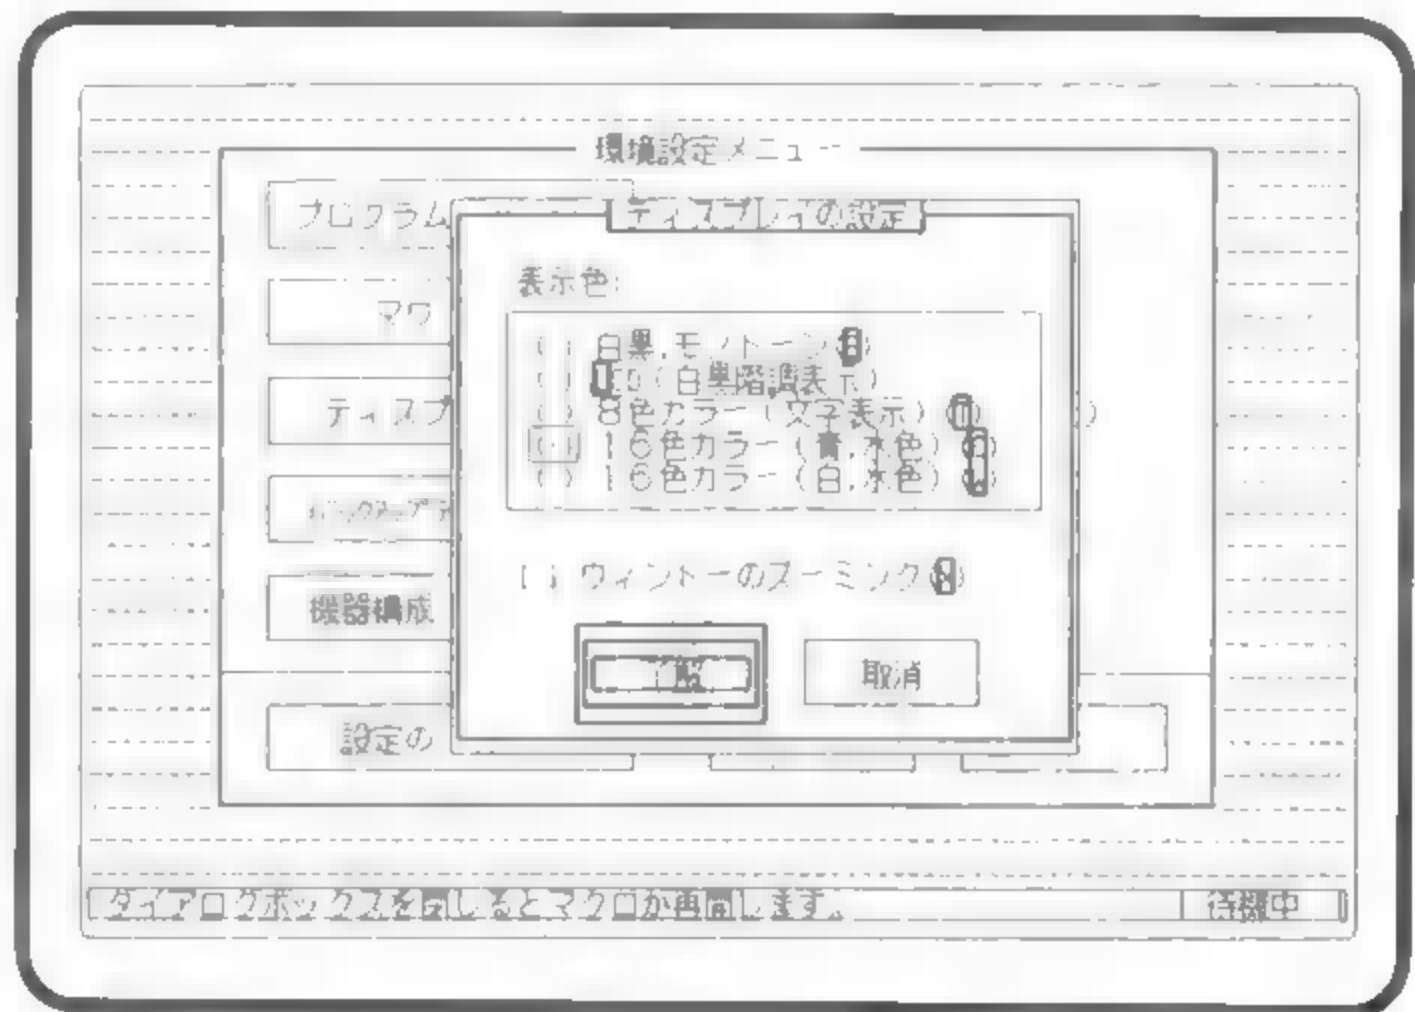 環境設定メニュー
プログラム
ディスプレイの設定
表示色:
マク
( ) 白黒,モノトーン(B)
( ) (白黒階調表示)
ディスプ
( ) 8色カラー(文字表示)
(・) 16色カラー(青,水色)
( ) 16色カラー(白,水色)
[ ] ウィンドーのズーミング
機器構成
取消
設定の
ダイアログボックスを閉じるとマクロが再開します。
待機中